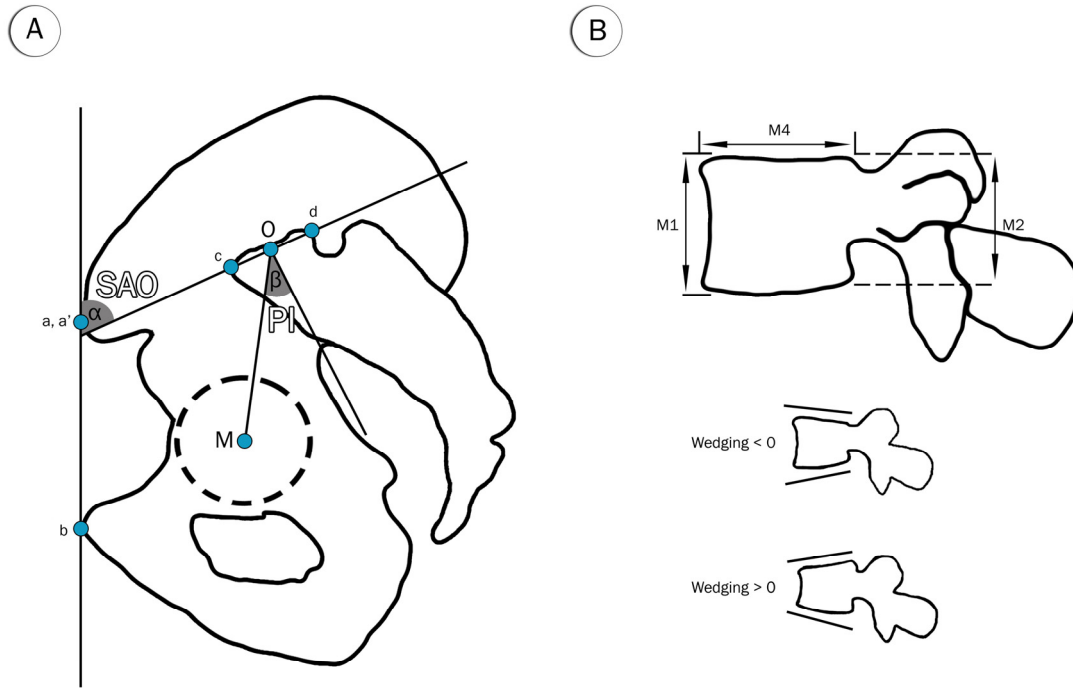 A
d
O
c
SAO
β
α
a, a’
PI
M
b
B
M4
M1
M2
Wedging < 0
Wedging > 0